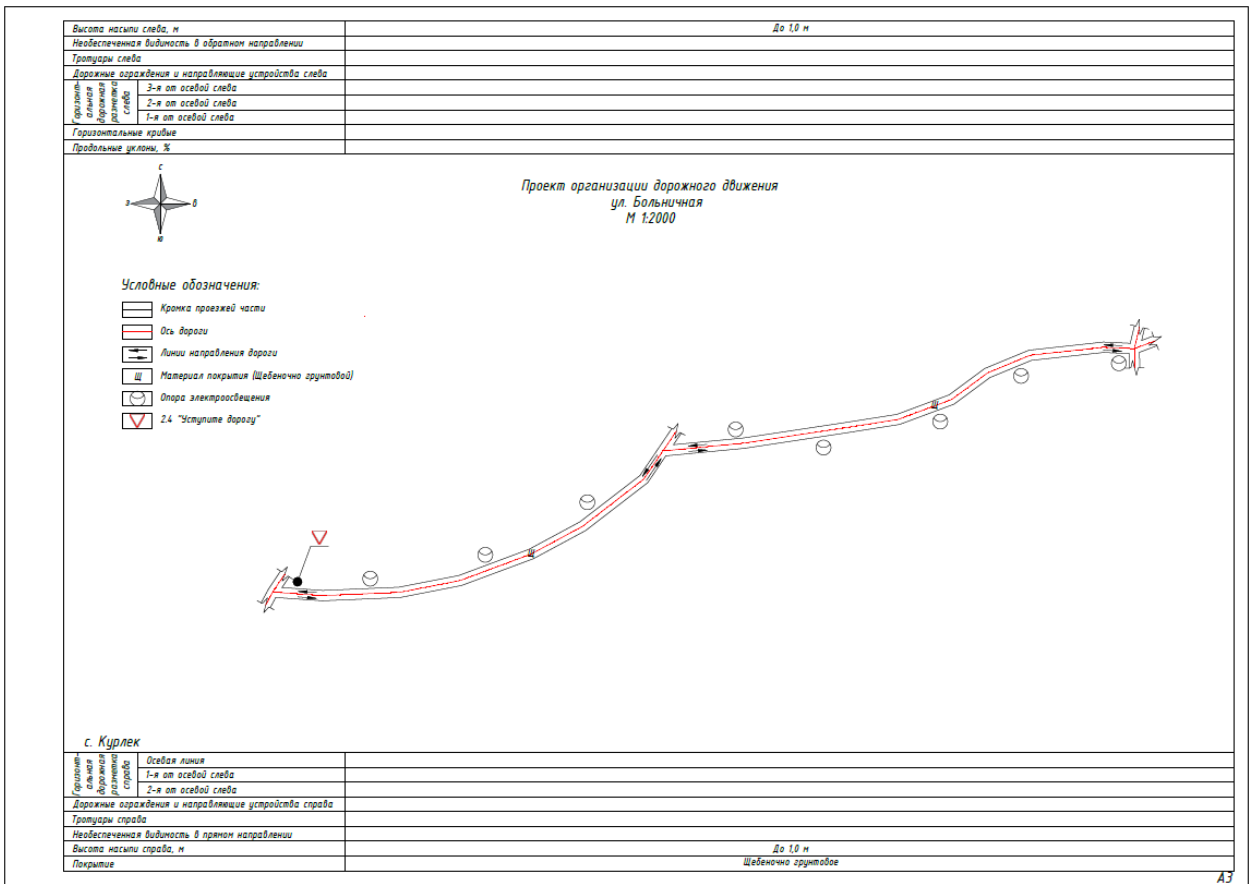 Высота насыпи слева, м
До 1,0 м
Необеспеченная видимость в обратном направлении
Тротуары слева
Дорожные ограждения и направляющие устройства слева
Горизонт-
альная
дорожная
разметка
слева
3-я от осевой слева
2-я от осевой слева
1-я от осевой слева
Горизонтальные кривые
Продольные уклоны, %
с
з
в
ю
Проект организации дорожного движения
ул. Больничная
М 1:2000
Условные обозначения:
Кромка проезжей части
Ось дороги
Линии направления дороги
Щ
Материал покрытия (Щебеночно грунтовой)
Опора электроосвещения
2.4 "Уступите дорогу"
Щ
Щ
с. Курлек
Горизонт-
альная
дорожная
разметка
справа
Осевая линия
1-я от осевой слева
2-я от осевой слева
Дорожные ограждения и направляющие устройства справа
Тротуары справа
Необеспеченная видимость в прямом направлении
Высота насыпи справа, м
До 1,0 м
Покрытие
Щебеночно грунтовое
А3